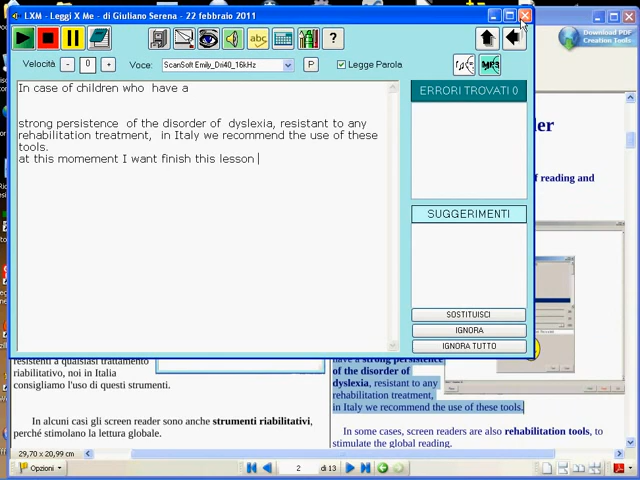 LXM - Leggi X Me - di Giuliano Serena - 22 febbraio 2011
abc
?
Velocità
-
0
+
Voce:
ScanSoft Emily_Dri40_16kHz
P
Legge Parola
MP3
In case of children who  have a
strong persistence  of the disorder of  dyslexia, resistant to any
rehabilitation treatment,  in Italy we recommend the use of these
tools.
at this momement I want finish this lesson
ERRORI TROVATI 0
SUGGERIMENTI
SOSTITUISCI
IGNORA
IGNORA TUTTO
Download PDF
Creation Tools
der
f reading and
resistenti a qualsiasi trattamento
riabilitativo, noi in Italia
consigliamo l'uso di questi strumenti.
In alcuni casi gli screen reader sono anche strumenti riabilitativi,
perché stimolano la lettura globale.
have a strong persistence
of the disorder of
dyslexia, resistant to any
rehabilitation treatment,
in Italy we recommend the use of these tools.
In some cases, screen readers are also rehabilitation tools, to
stimulate the global reading.
29,70 x 20,99 cm
Opzioni
2
di 13